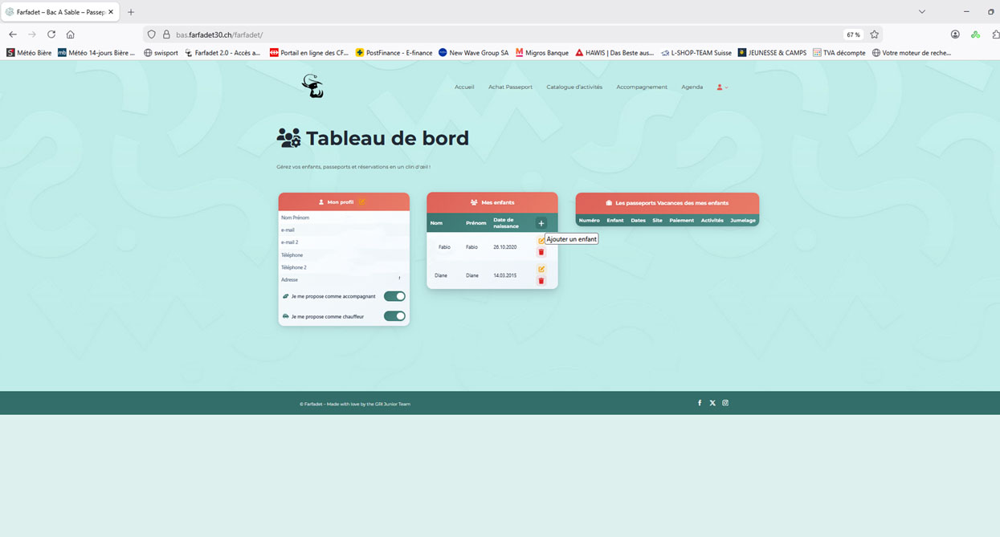 Farfadet – Bac A Sable – Passep
bas.farfadet30.ch/farfadet/
67 %
Météo Bière
Météo 14-jours Bière ...
swisport
Farfadet 2.0 - Accès a...
Portail en ligne des CF...
PostFinance - E-finance
New Wave Group SA
Migros Banque
HAWIS | Das Beste aus...
L-SHOP-TEAM Suisse
JEUNESSE & CAMPS
TVA décompte
Votre moteur de reche...
Accueil
Achat Passeport
Catalogue d'activités
Accompagnement
Agenda
Tableau de bord
Gérez vos enfants, passeports et réservations en un clin d'œil !
Mon profil
Nom Prénom
e-mail
e-mail 2
Téléphone
Téléphone 2
Adresse
Je me propose comme accompagnant
Je me propose comme chauffeur
Mes enfants
Nom Prénom Date de naissance
Ajouter un enfant
Fabio Fabio 26.10.2020
Diane Diane 14.03.2015
Les passeports Vacances des mes enfants
Numéro Enfant Dates Site Paiement Activités Jumelage
© Farfadet – Made with love by the GRI Junior Team